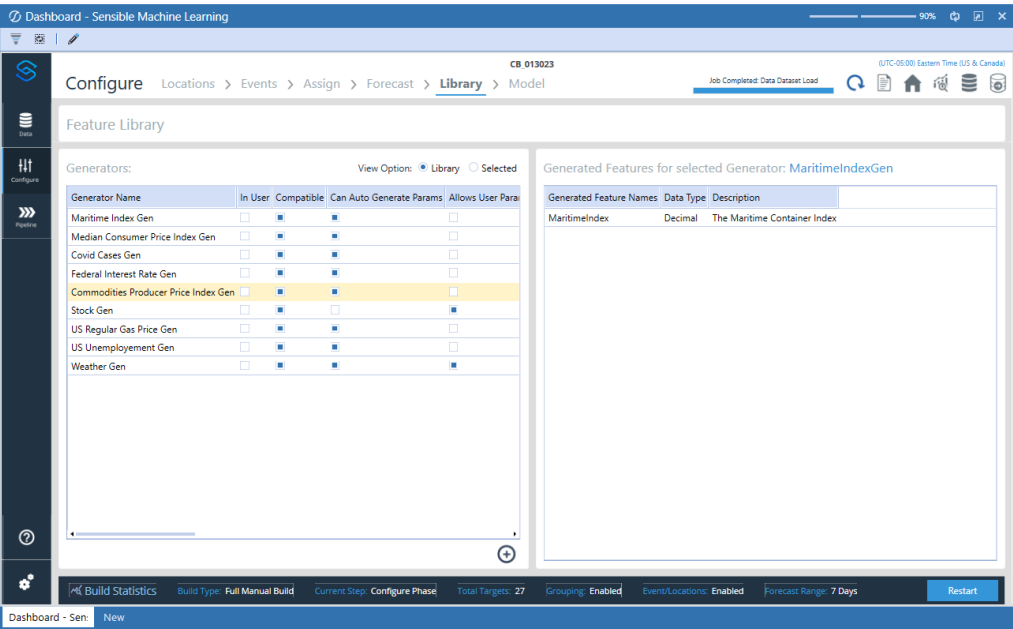 Dashboard - Sensible Machine Learning
90%
CB_013023
(UTC-05:00) Eastern Time (US & Canada)
Configure Locations > Events > Assign > Forecast > Library > Model
Job Completed: Data Dataset Load
Data
Configure
Pipeline
Feature Library
Generators:
View Option: Library Selected
Generator Name In User Compatible Can Auto Generate Params Allows User Para
Maritime Index Gen
Median Consumer Price Index Gen
Covid Cases Gen
Federal Interest Rate Gen
Commodities Producer Price Index Gen
Stock Gen
US Regular Gas Price Gen
US Unemployement Gen
Weather Gen
Generated Features for selected Generator: MaritimeIndexGen
Generated Feature Names Data Type Description
MaritimeIndex Decimal The Maritime Container Index
Build Statistics Build Type: Full Manual Build Current Step: Configure Phase Total Targets: 27 Grouping: Enabled Event/Locations: Enabled Forecast Range: 7 Days Restart
Dashboard - Sen: New